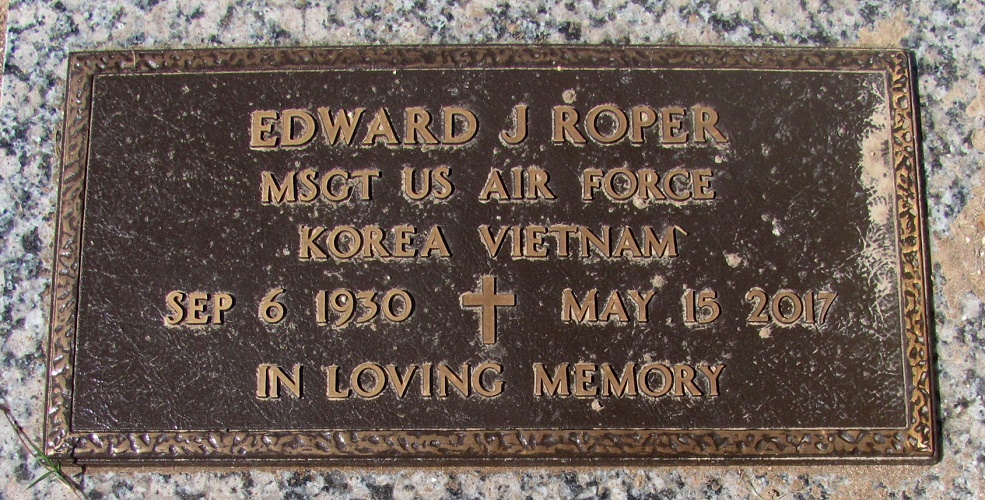 EDWARD J ROPER
MSGT US AIR FORCE
KOREA VIETNAM
SEP 6 1930 MAY 15 2017
IN LOVING MEMORY